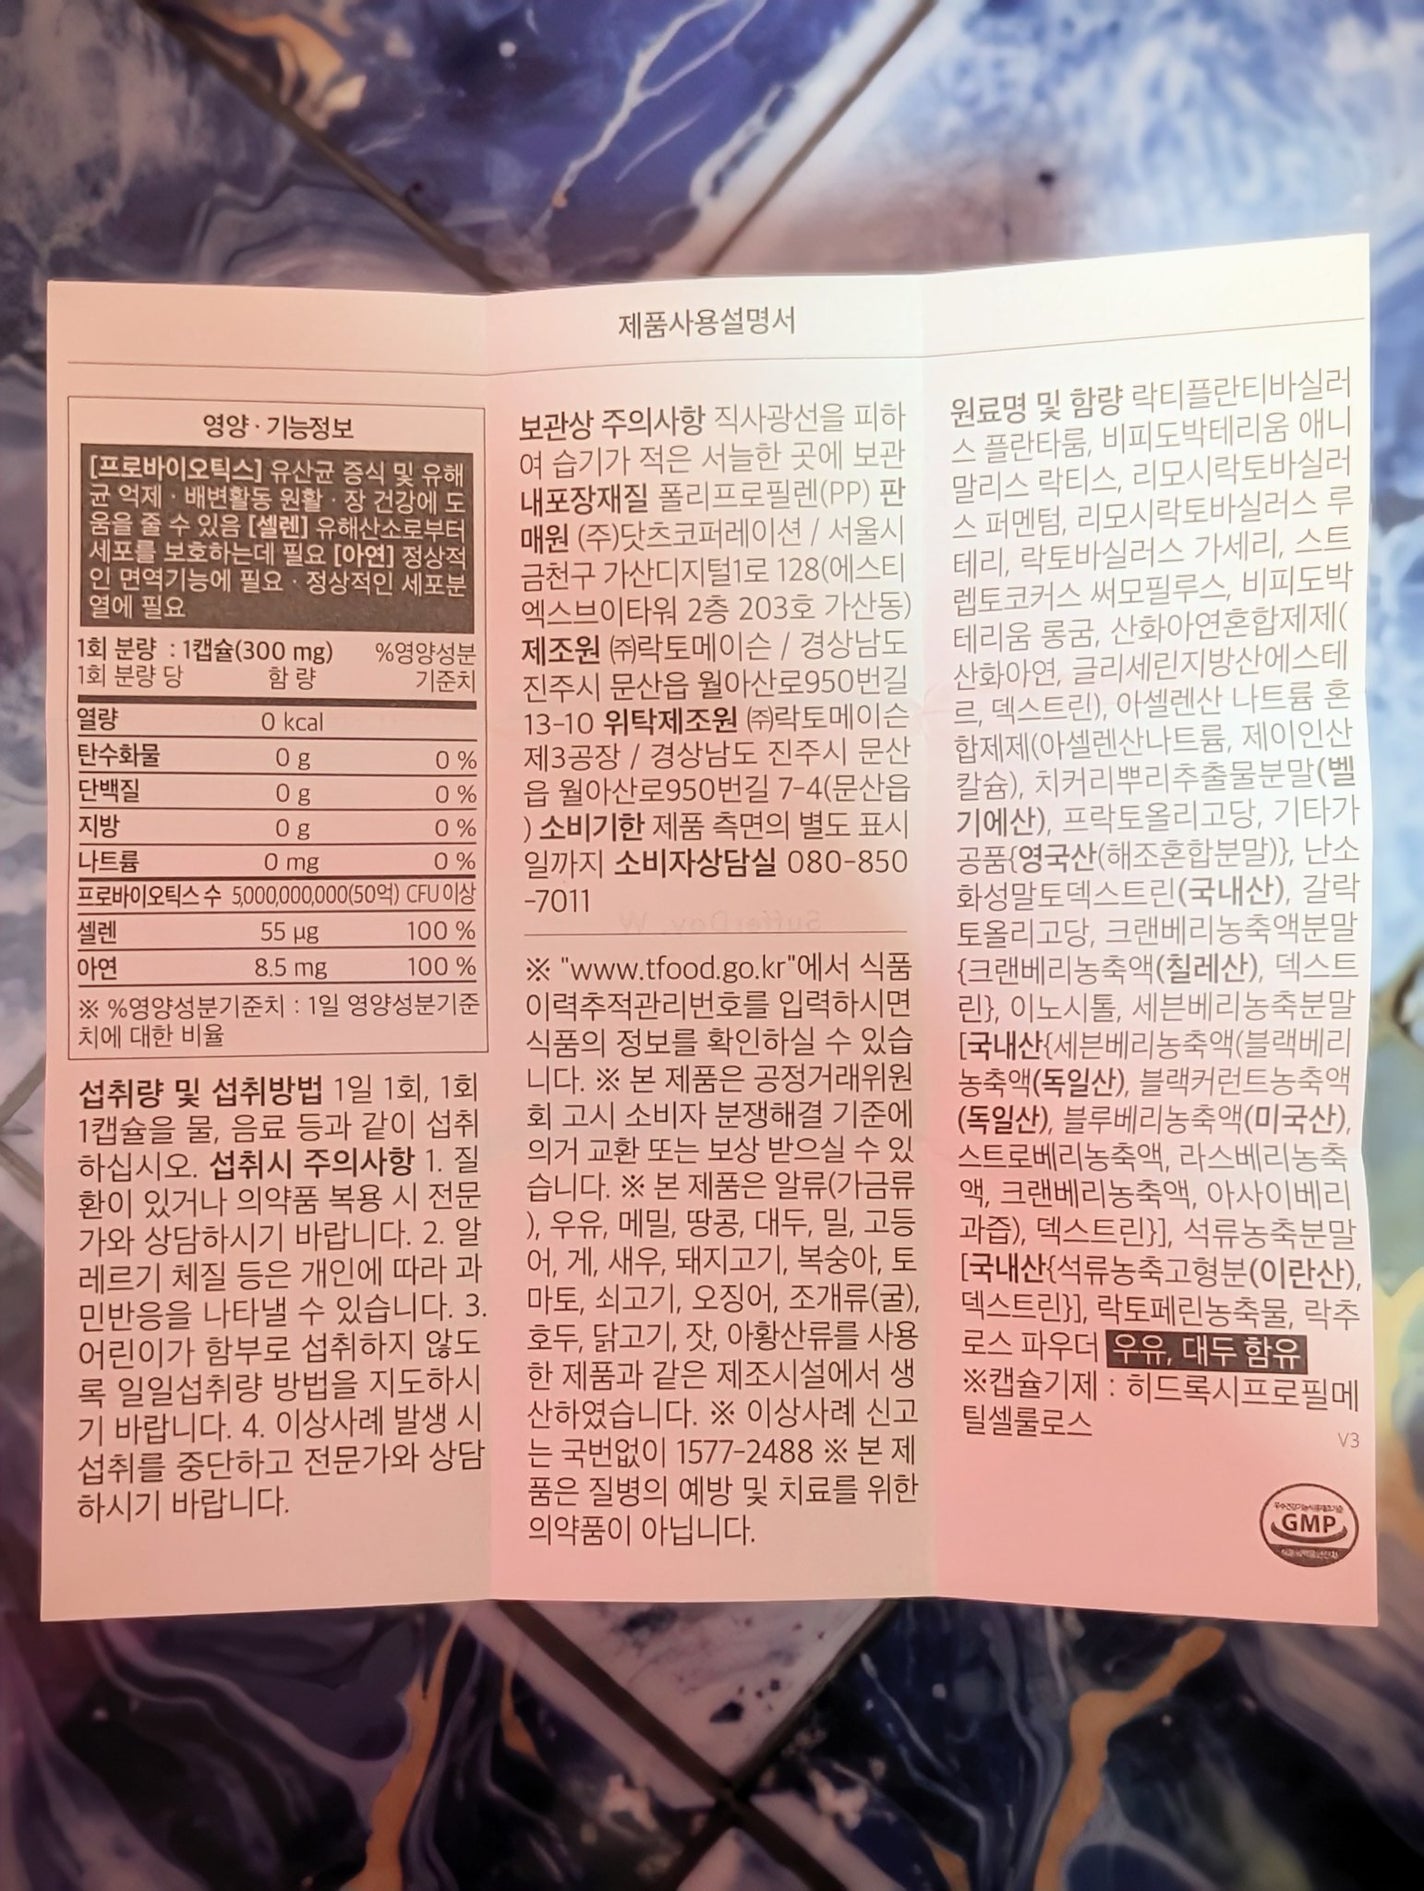 제품사용설명서
영양 · 기능정보
[프로바이오틱스] 유산균 증식 및 유해
균 억제 · 배변활동 원활 · 장 건강에 도
움을 줄 수 있음 [셀렌] 유해산소로부터
세포를 보호하는데 필요 [아연] 정상적
인 면역기능에 필요 · 정상적인 세포분
열에 필요
1회 분량 : 1캡슐(300 mg) %영양성분
1회 분량 당 함 량 기준치
열량 0 kcal
탄수화물 0 g 0 %
단백질 0 g 0 %
지방 0 g 0 %
나트륨 0 mg 0 %
프로바이오틱스 수 5,000,000,000(50억) CFU 이상
셀렌 55 μg 100 %
아연 8.5 mg 100 %
※ %영양성분기준치 : 1일 영양성분기준
치에 대한 비율
섭취량 및 섭취방법 1일 1회, 1회
1캡슐을 물, 음료 등과 같이 섭취
하십시오. 섭취시 주의사항 1. 질
환이 있거나 의약품 복용 시 전문
가와 상담하시기 바랍니다. 2. 알
레르기 체질 등은 개인에 따라 과
민반응을 나타낼 수 있습니다. 3.
어린이가 함부로 섭취하지 않도
록 일일섭취량 방법을 지도하시
기 바랍니다. 4. 이상사례 발생 시
섭취를 중단하고 전문가와 상담
하시기 바랍니다.
보관상 주의사항 직사광선을 피하
여 습기가 적은 서늘한 곳에 보관
내포장재질 폴리프로필렌(PP) 판
매원 (주)닷츠코퍼레이션 / 서울시
금천구 가산디지털1로 128(에스티
엑스브이타워 2층 203호 가산동)
제조원 ㈜락토메이슨 / 경상남도
진주시 문산읍 월아산로950번길
13-10 위탁제조원 ㈜락토메이슨
제3공장 / 경상남도 진주시 문산
읍 월아산로950번길 7-4(문산읍
) 소비기한 제품 측면의 별도 표시
일까지 소비자상담실 080-850
-7011
※ "www.tfood.go.kr"에서 식품
이력추적관리번호를 입력하시면
식품의 정보를 확인하실 수 있습
니다. ※ 본 제품은 공정거래위원
회 고시 소비자 분쟁해결 기준에
의거 교환 또는 보상 받으실 수 있
습니다. ※ 본 제품은 알류(가금류
), 우유, 메밀, 땅콩, 대두, 밀, 고등
어, 게, 새우, 돼지고기, 복숭아, 토
마토, 쇠고기, 오징어, 조개류(굴),
호두, 닭고기, 잣, 아황산류를 사용
한 제품과 같은 제조시설에서 생
산하였습니다. ※ 이상사례 신고
는 국번없이 1577-2488 ※ 본 제
품은 질병의 예방 및 치료를 위한
의약품이 아닙니다.
원료명 및 함량 락티플란티바실러
스 플란타룸, 비피도박테리움 애니
말리스 락티스, 리모시락토바실러
스 퍼멘텀, 리모시락토바실러스 루
테리, 락토바실러스 가세리, 스트
렙토코커스 써모필루스, 비피도박
테리움 롱굼, 산화아연혼합제제(
산화아연, 글리세린지방산에스테
르, 덱스트린), 아셀렌산 나트륨 혼
합제제(아셀렌산나트륨, 제이인산
칼슘), 치커리뿌리추출물분말(벨
기에산), 프락토올리고당, 기타가
공품{영국산(해조혼합분말)}, 난소
화성말토덱스트린(국내산), 갈락
토올리고당, 크랜베리농축액분말
{크랜베리농축액(칠레산), 덱스트
린}, 이노시톨, 세븐베리농축분말
[국내산{세븐베리농축액(블랙베리
농축액(독일산), 블랙커런트농축액
(독일산), 블루베리농축액(미국산),
스트로베리농축액, 라스베리농축
액, 크랜베리농축액, 아사이베리
과즙), 덱스트린}], 석류농축분말
[국내산{석류농축고형분(이란산),
덱스트린}], 락토페린농축물, 락추
로스 파우더 우유, 대두 함유
※캡슐기제 : 히드록시프로필메
틸셀룰로스
V3
GMP